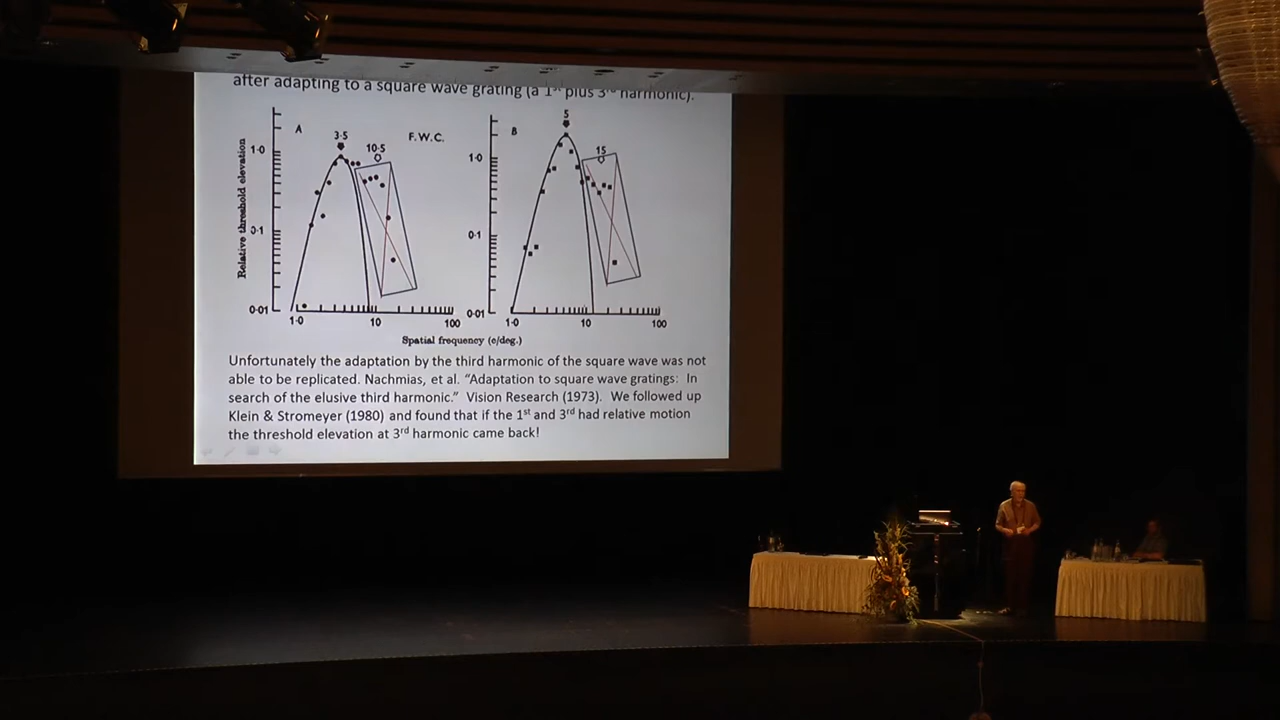 after adapting to a square wave grating (a 1st plus 3rd harmonic).
A
3·5
10·5
F.W.C.
Relative threshold elevation
1·0
0·1
0·01
1·0
10
100
B
5
15
1·0
0·1
0·01
1·0
10
100
Spatial frequency (c/deg.)
Unfortunately the adaptation by the third harmonic of the square wave was not
able to be replicated. Nachmias, et al. “Adaptation to square wave gratings: In
search of the elusive third harmonic.” Vision Research (1973). We followed up
Klein & Stromeyer (1980) and found that if the 1st and 3rd had relative motion
the threshold elevation at 3rd harmonic came back!